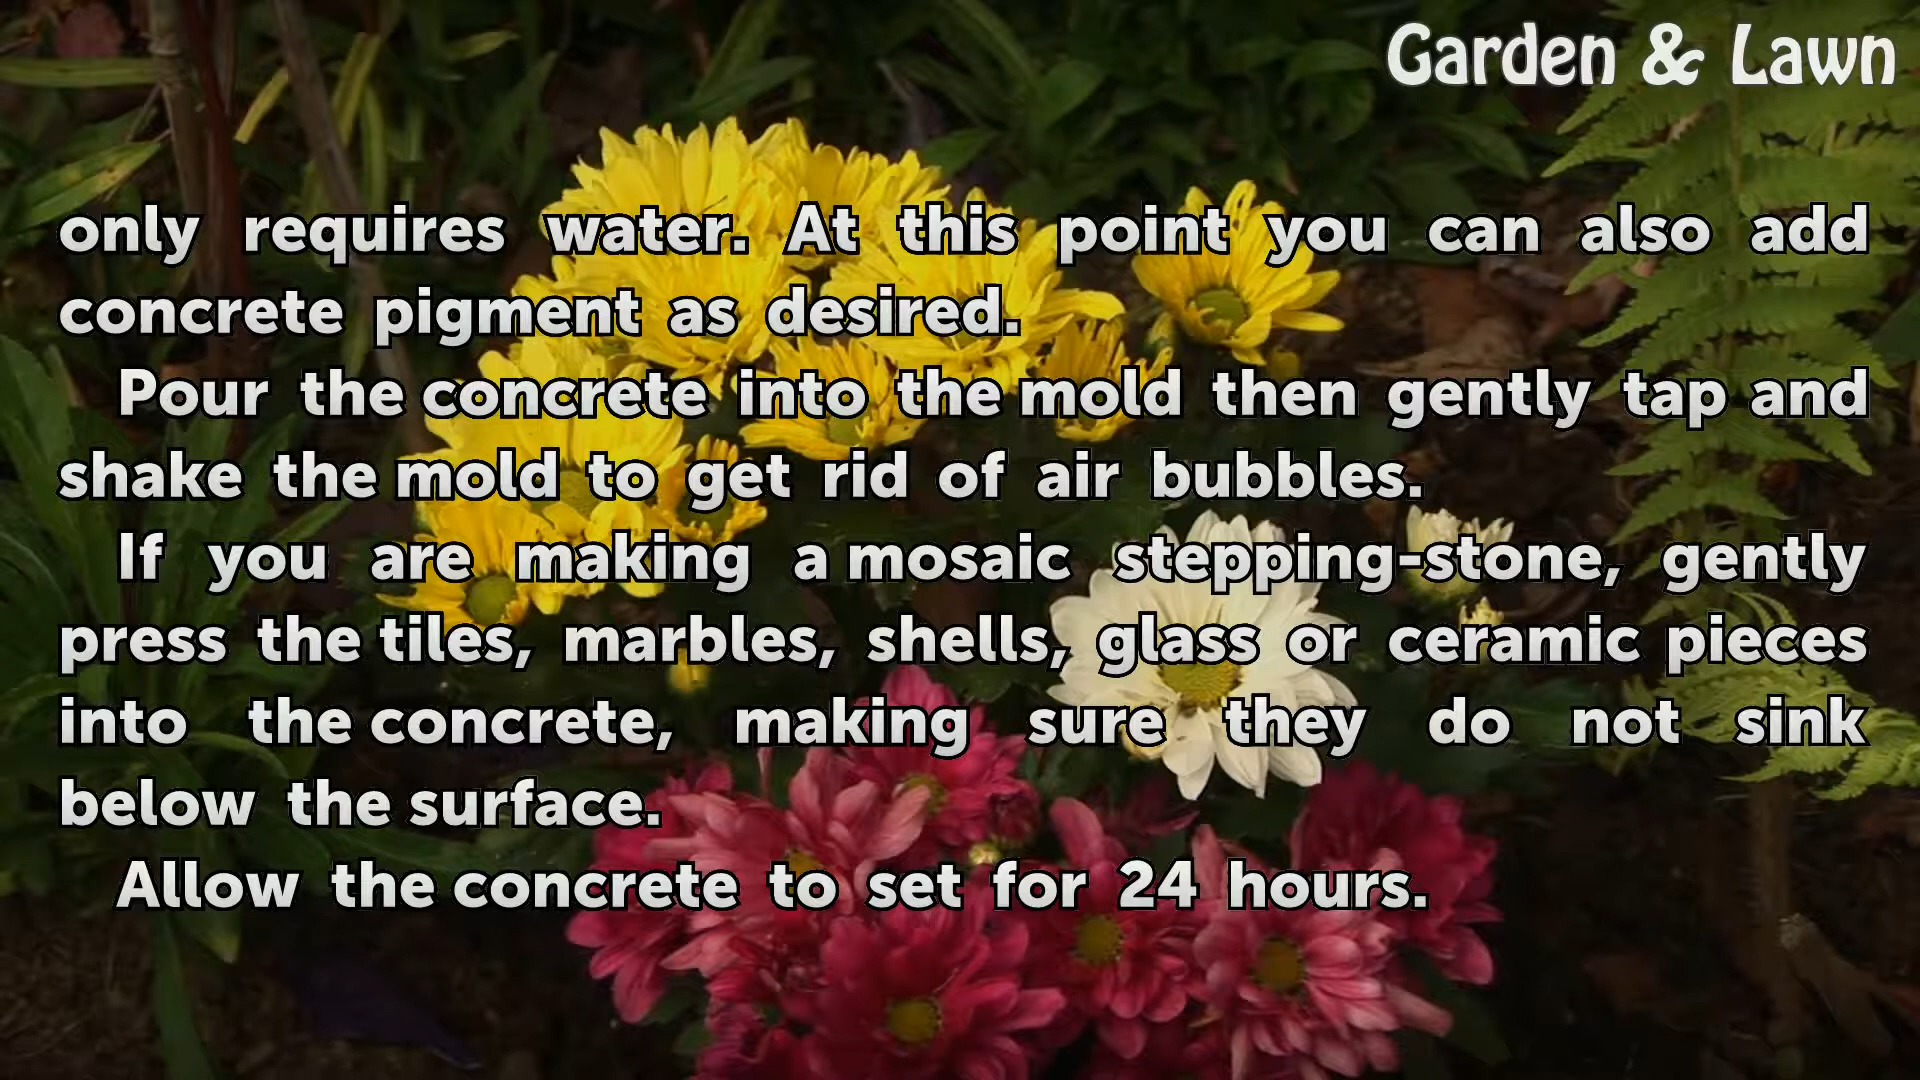 Garden & Lawn
only requires water. At this point you can also add
concrete pigment as desired.
Pour the concrete into the mold then gently tap and
shake the mold to get rid of air bubbles.
If you are making a mosaic stepping-stone, gently
press the tiles, marbles, shells, glass or ceramic pieces
into the concrete, making sure they do not sink
below the surface.
Allow the concrete to set for 24 hours.